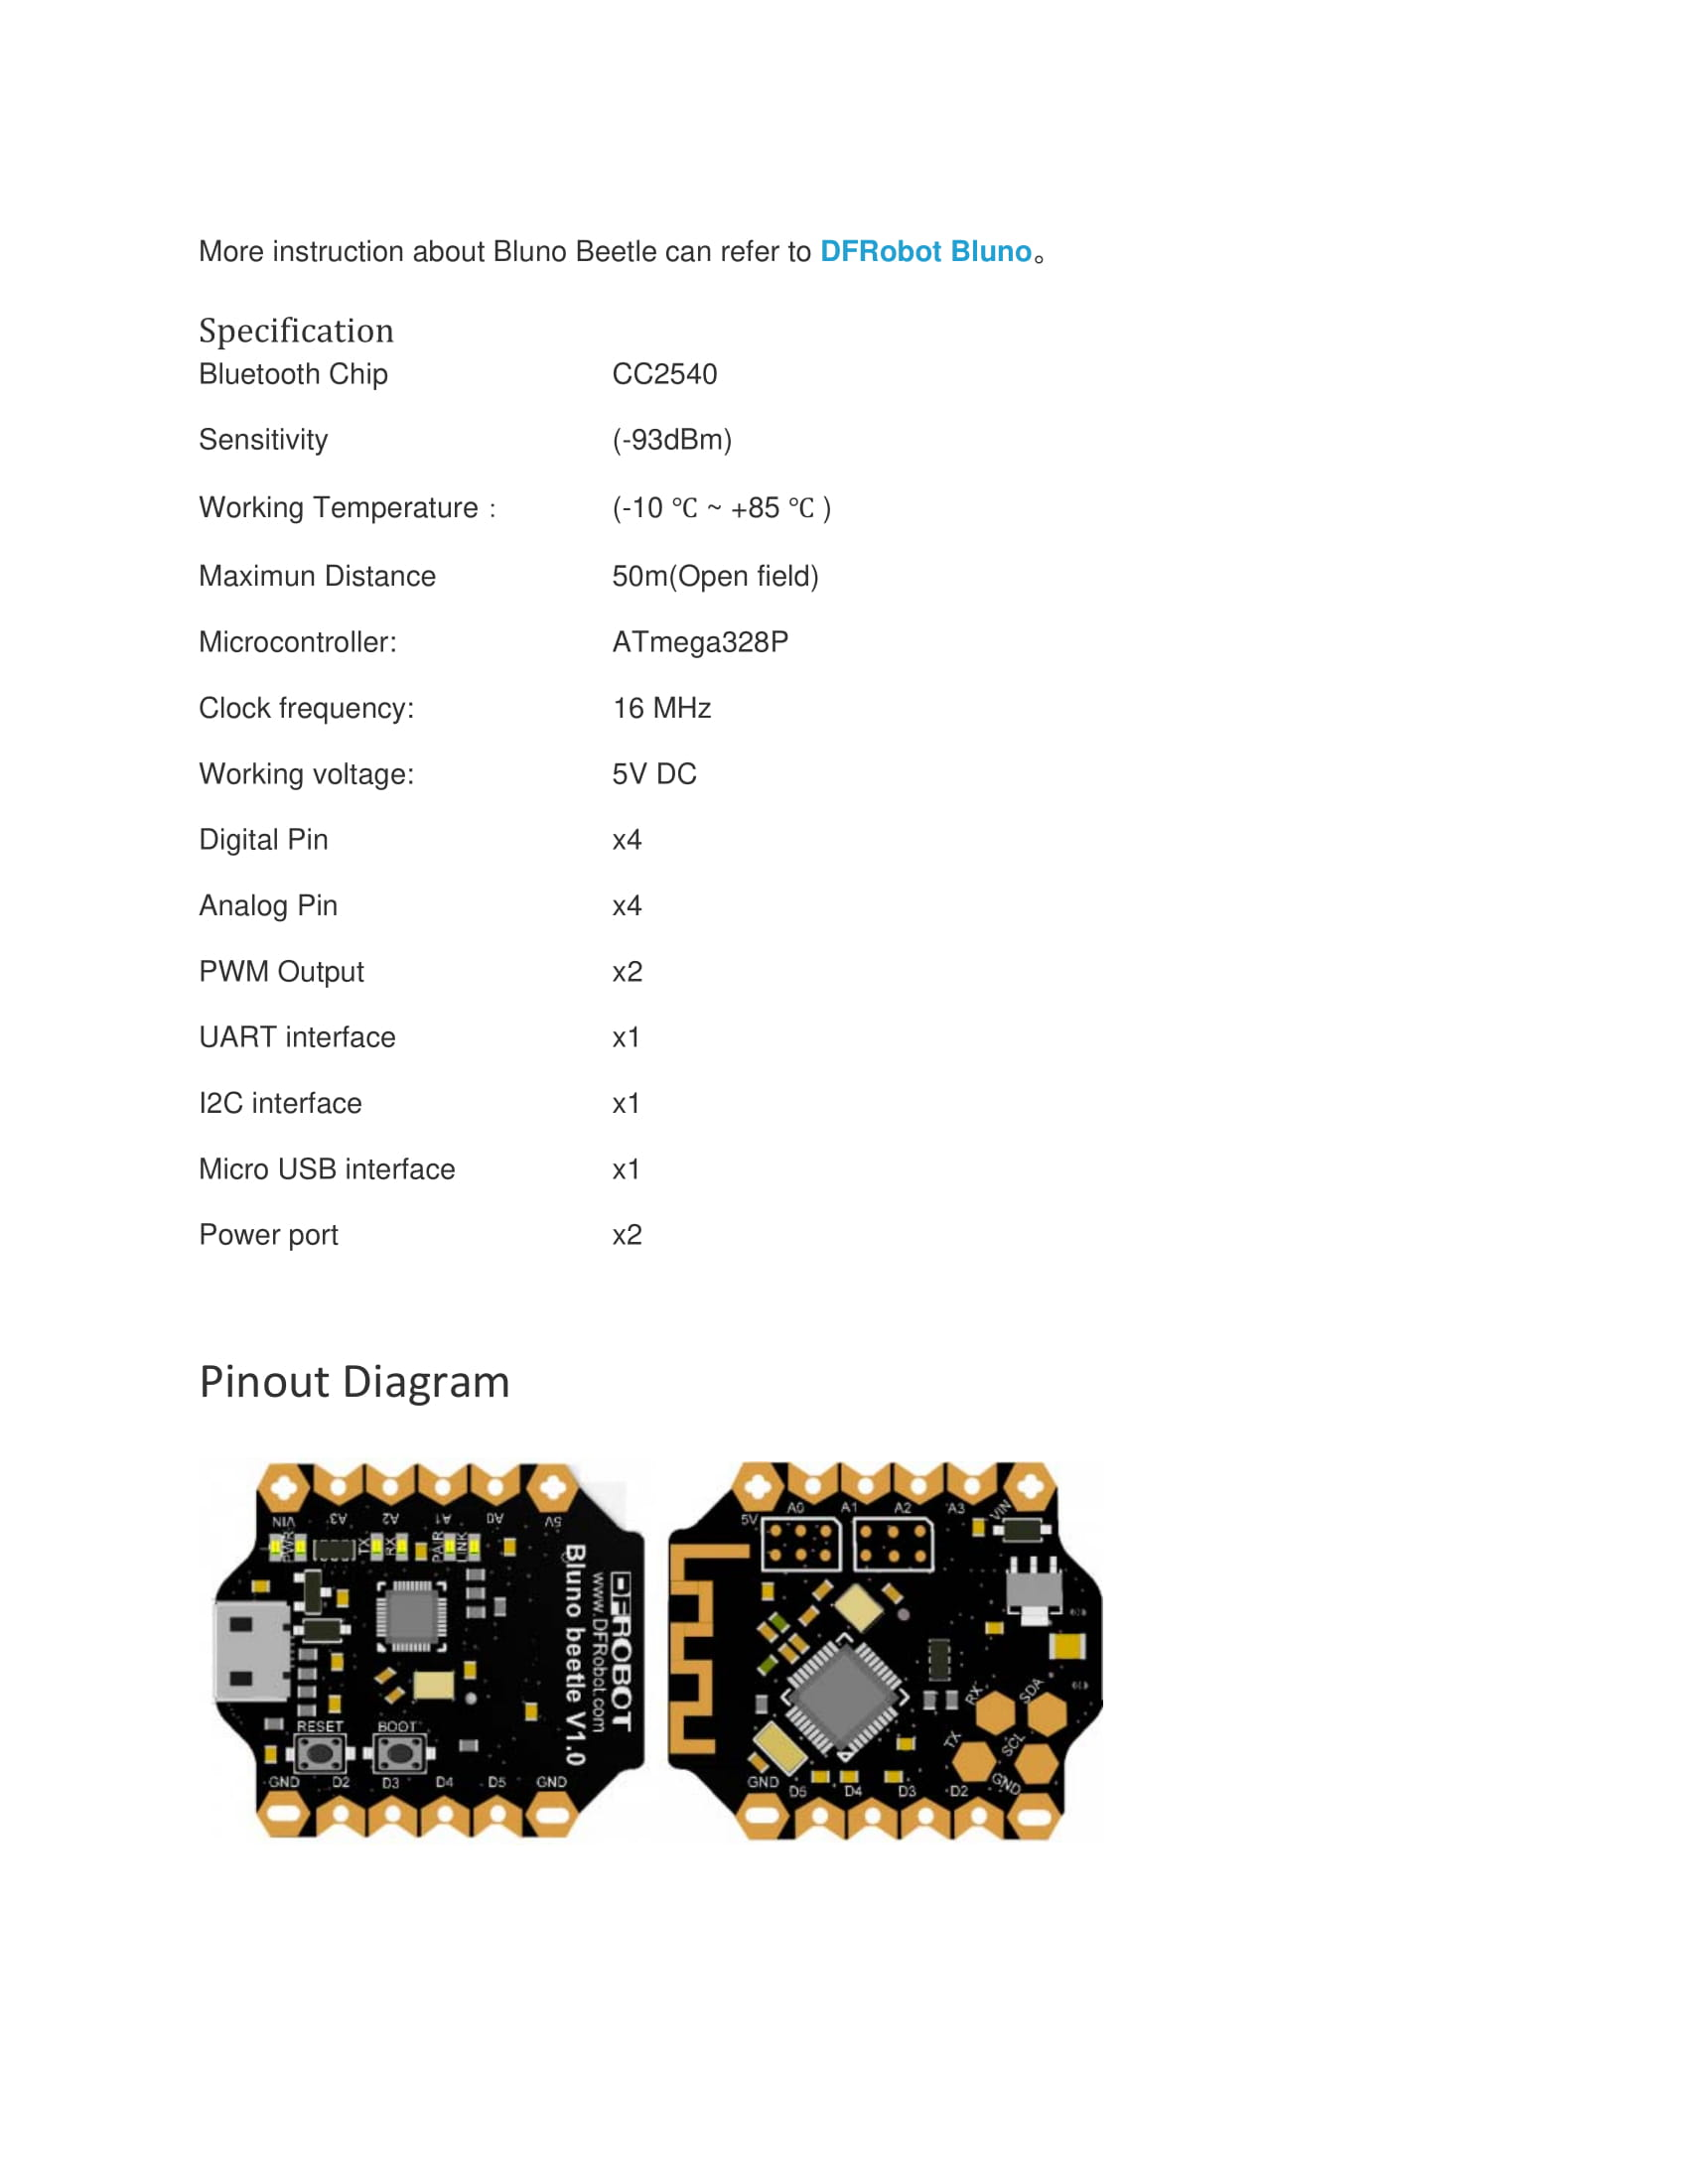 More instruction about Bluno Beetle can refer to DFRobot Bluno。
Specification
Bluetooth Chip CC2540
Sensitivity (-93dBm)
Working Temperature： (-10 ℃ ~ +85 ℃ )
Maximun Distance 50m(Open field)
Microcontroller: ATmega328P
Clock frequency: 16 MHz
Working voltage: 5V DC
Digital Pin x4
Analog Pin x4
PWM Output x2
UART interface x1
I2C interface x1
Micro USB interface x1
Power port x2
Pinout Diagram
VIN A3 A2 A1 A0 5V
PWR TX RX PAIR LINK
DFROBOT
www.DFRobot.com
Bluno beetle V1.0
RESET BOOT
GND D2 D3 D4 D5 GND
5V A0 A1 A2 A3 VIN
RX SDA
TX SCL
GND D5 D4 D3 D2 GND